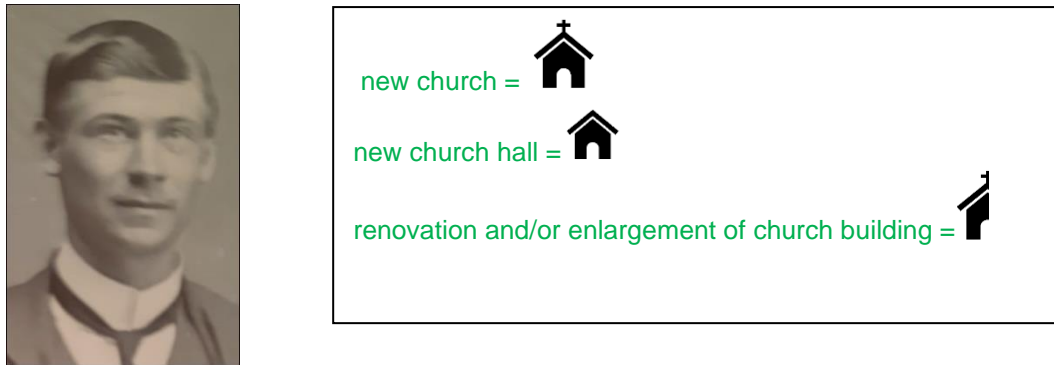 new church =
new church hall =
renovation and/or enlargement of church building =